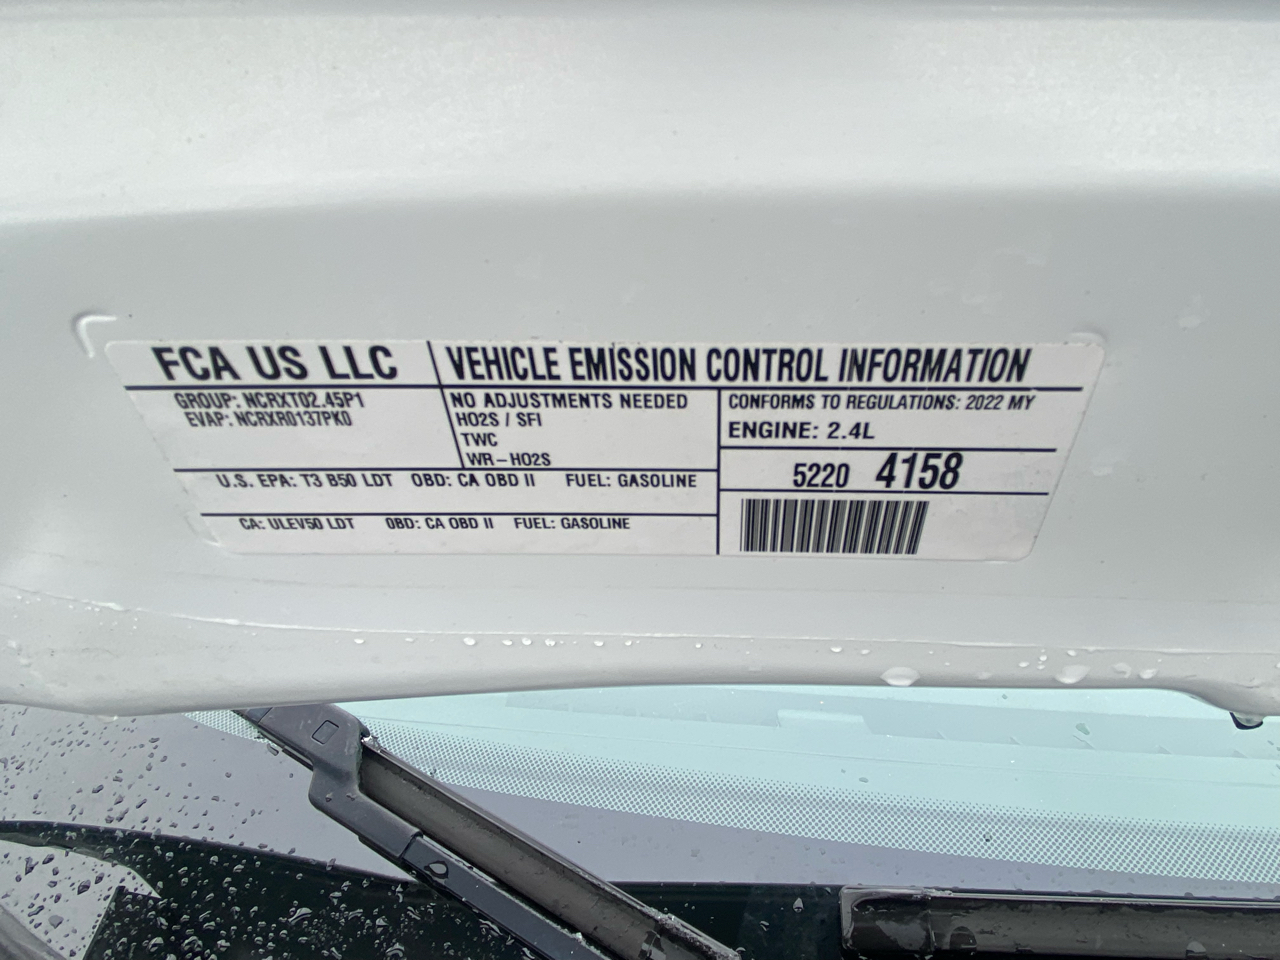 FCA US LLC
VEHICLE EMISSION CONTROL INFORMATION
GROUP: NCRXT02.45P1
EVAP: NCRXR0137PK0
NO ADJUSTMENTS NEEDED
HO2S / SFI
TWC
WR-HO2S
CONFORMS TO REGULATIONS: 2022 MY
ENGINE: 2.4L
5220 4158
U.S. EPA: T3 B50 LDT OBD: CA OBD II FUEL: GASOLINE
CA: ULEV50 LDT OBD: CA OBD II FUEL: GASOLINE